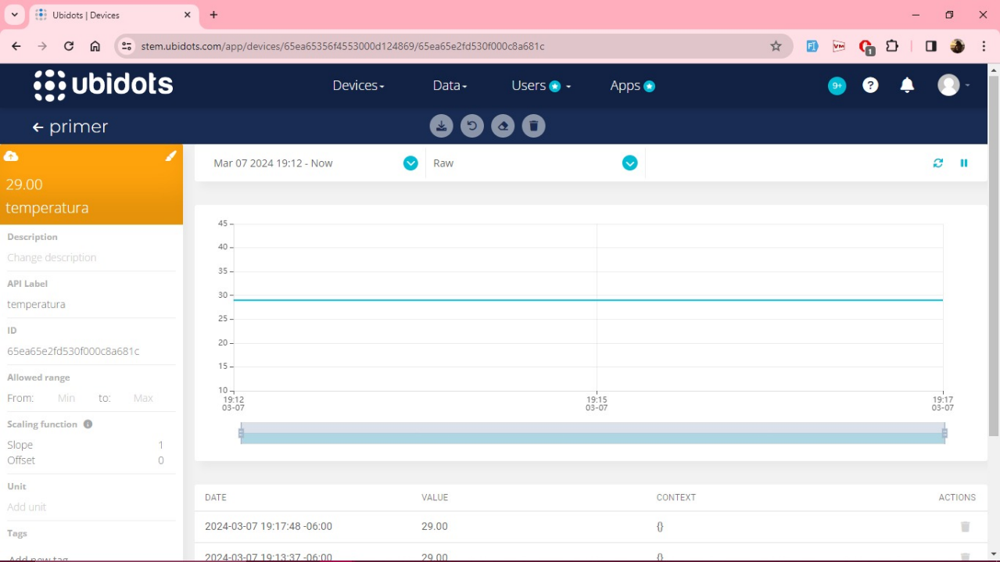 Ubidots | Devices
stem.ubidots.com/app/devices/65ea65356f4553000d124869/65ea65e2fd530f000c8a681c
ubidots
Devices
Data
Users
Apps
9+
?
primer
29.00
temperatura
Description
Change description
API Label
temperatura
ID
65ea65e2fd530f000c8a681c
Allowed range
From: Min to: Max
Scaling function
Slope 1
Offset 0
Unit
Add unit
Tags
Add new tag
Mar 07 2024 19:12 - Now
Raw
45
40
35
30
25
20
15
10
19:12
03-07
19:15
03-07
19:17
03-07
DATE VALUE CONTEXT ACTIONS
2024-03-07 19:17:48 -06:00 29.00 {}
2024-03-07 19:13:37 -06:00 29.00 {}